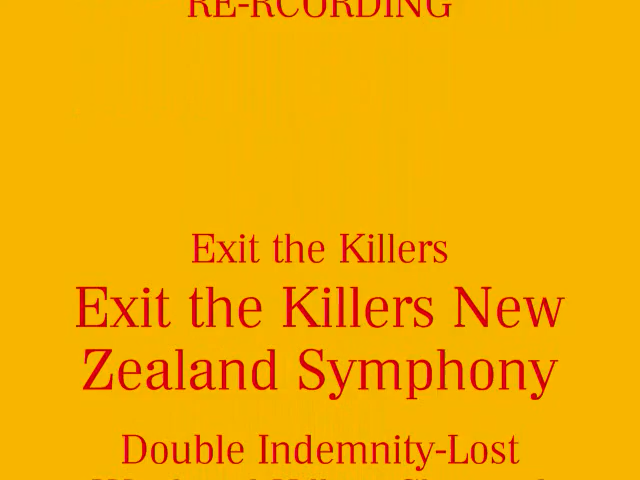 RE-RCORDING
Exit the Killers
Exit the Killers New
Zealand Symphony
Double Indemnity-Lost